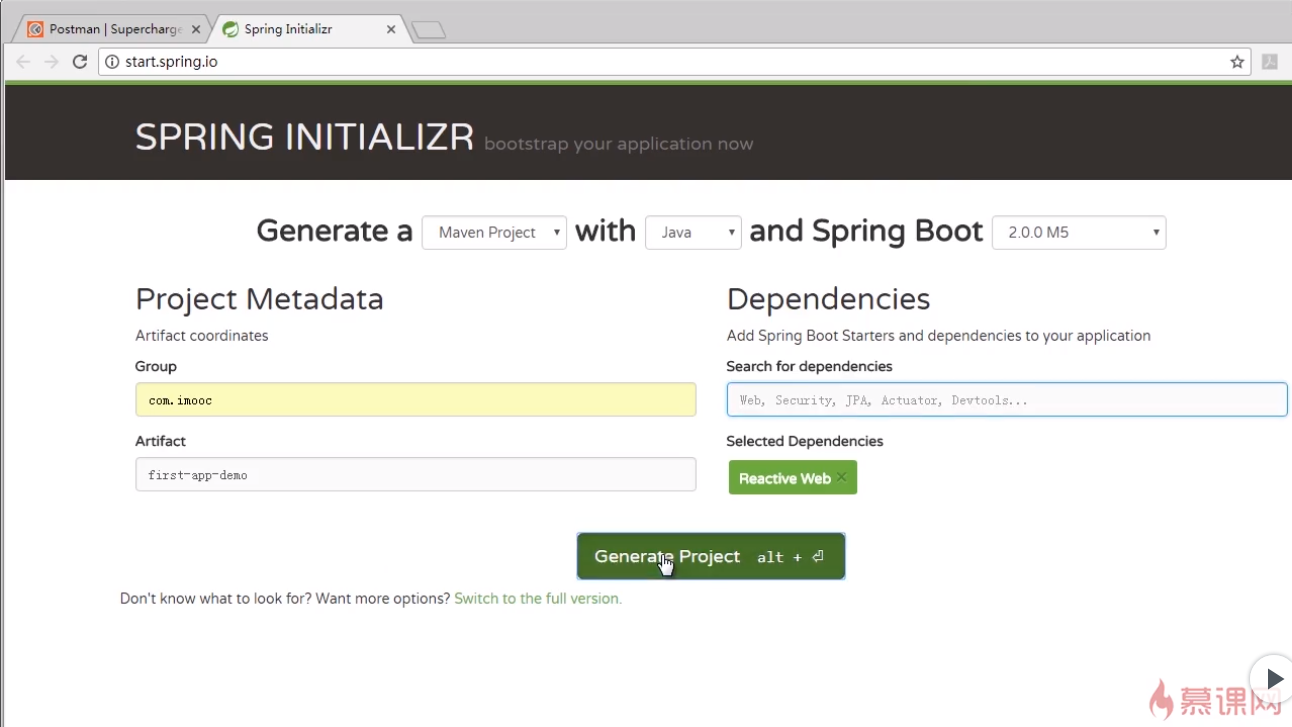 Postman | Supercharge
Spring Initializr
start.spring.io
SPRING INITIALIZR bootstrap your application now
Generate a Maven Project with Java and Spring Boot 2.0.0 M5
Project Metadata
Artifact coordinates
Group
com.imooc
Artifact
first-app-demo
Dependencies
Add Spring Boot Starters and dependencies to your application
Search for dependencies
Web, Security, JPA, Actuator, Devtools...
Selected Dependencies
Reactive Web ×
Generate Project alt + ⏎
Don't know what to look for? Want more options? Switch to the full version.
慕课网